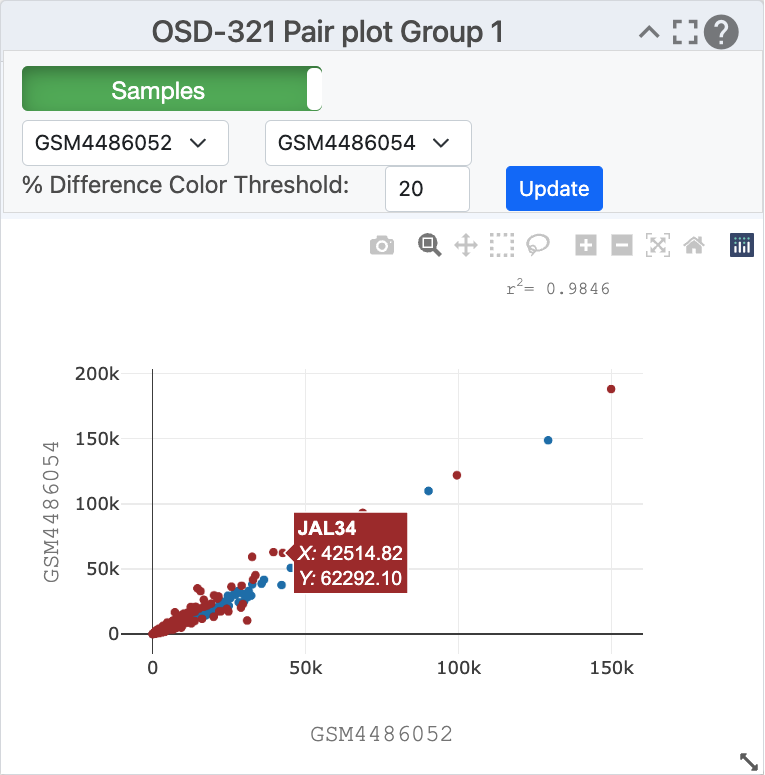 OSD-321 Pair plot Group 1
?
Samples
GSM4486052 GSM4486054
% Difference Color Threshold: 20 Update
r²= 0.9846
200k
150k
100k
50k
0
GSM4486054
JAL34
X: 42514.82
Y: 62292.10
0 50k 100k 150k
GSM4486052